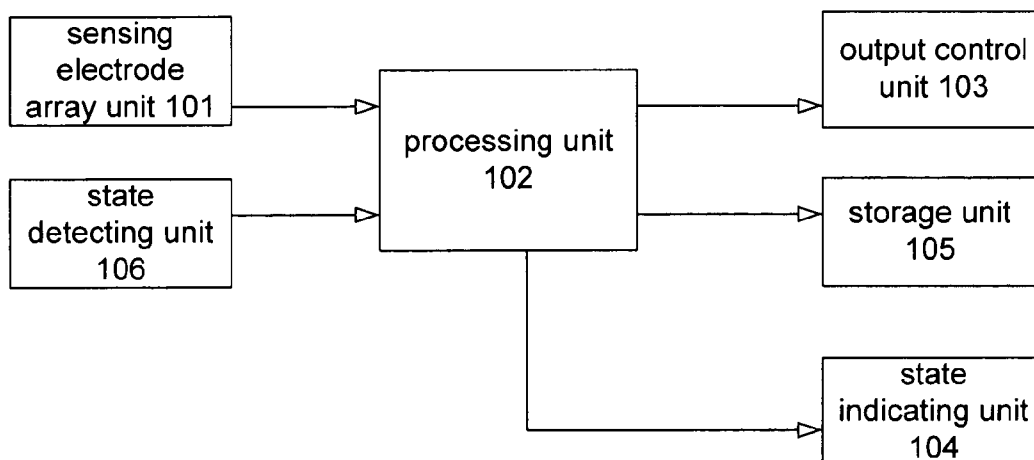 sensing
electrode
array unit 101
state
detecting unit
106
processing unit
102
output control
unit 103
storage unit
105
state
indicating unit
104